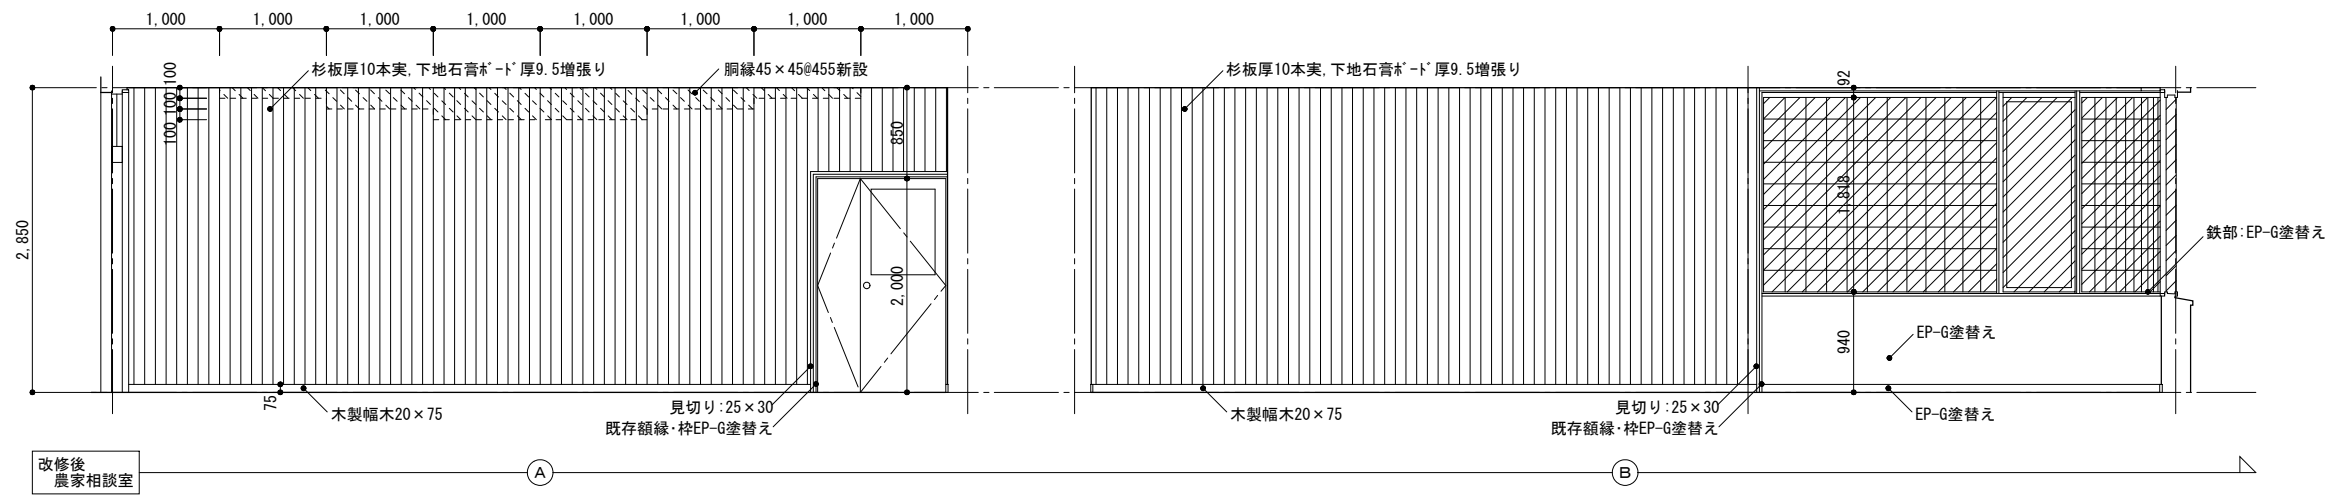 1,000 1,000 1,000 1,000 1,000 1,000 1,000 1,000
杉板厚10本実,下地石膏ボード厚9.5増張り
胴縁45×45@455新設
杉板厚10本実,下地石膏ボード厚9.5増張り
92
100
100
100
850
2,850
1,818
鉄部:EP-G塗替え
2,000
940
EP-G塗替え
75
木製幅木20×75
見切り:25×30
既存額縁・枠EP-G塗替え
木製幅木20×75
見切り:25×30
既存額縁・枠EP-G塗替え
EP-G塗替え
改修後
農家相談室
A
B